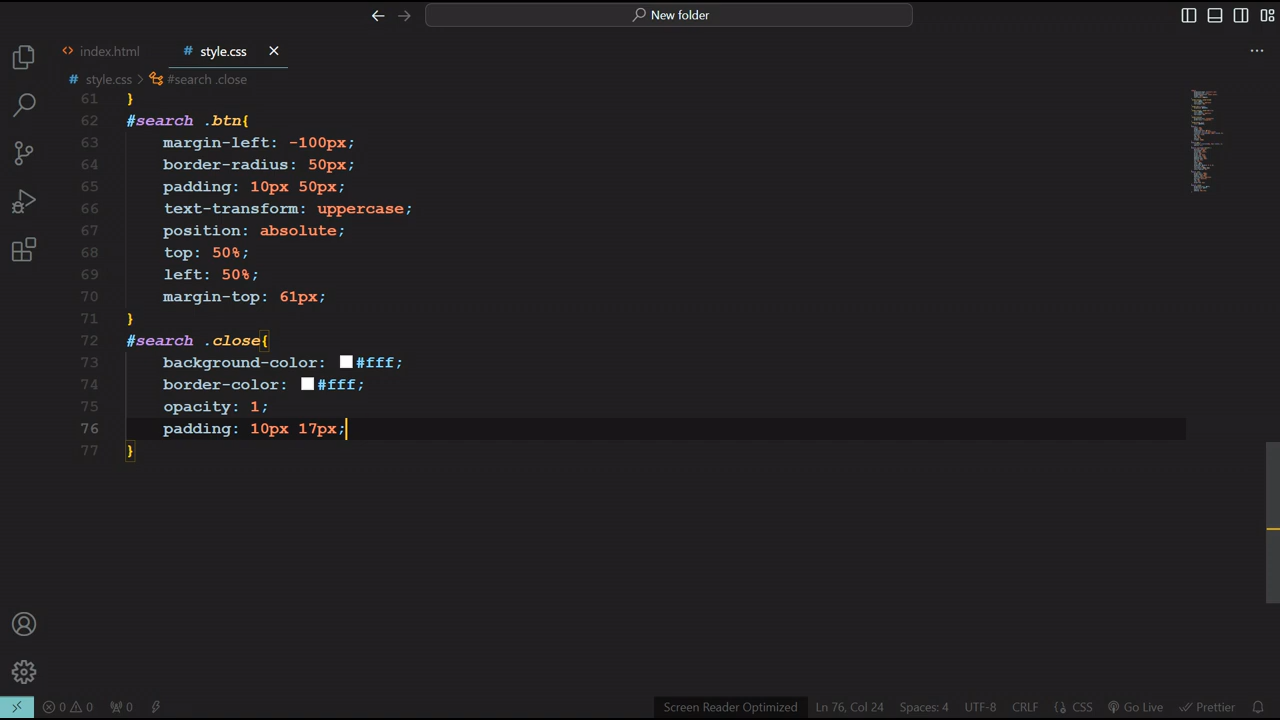 New folder
index.html
style.css
style.css
#search .close
61 }
62 #search .btn{
63 margin-left: -100px;
64 border-radius: 50px;
65 padding: 10px 50px;
66 text-transform: uppercase;
67 position: absolute;
68 top: 50%;
69 left: 50%;
70 margin-top: 61px;
71 }
72 #search .close{
73 background-color: #fff;
74 border-color: #fff;
75 opacity: 1;
76 padding: 10px 17px;
77 }
0 0 0 Screen Reader Optimized Ln 76, Col 24 Spaces: 4 UTF-8 CRLF CSS Go Live Prettier